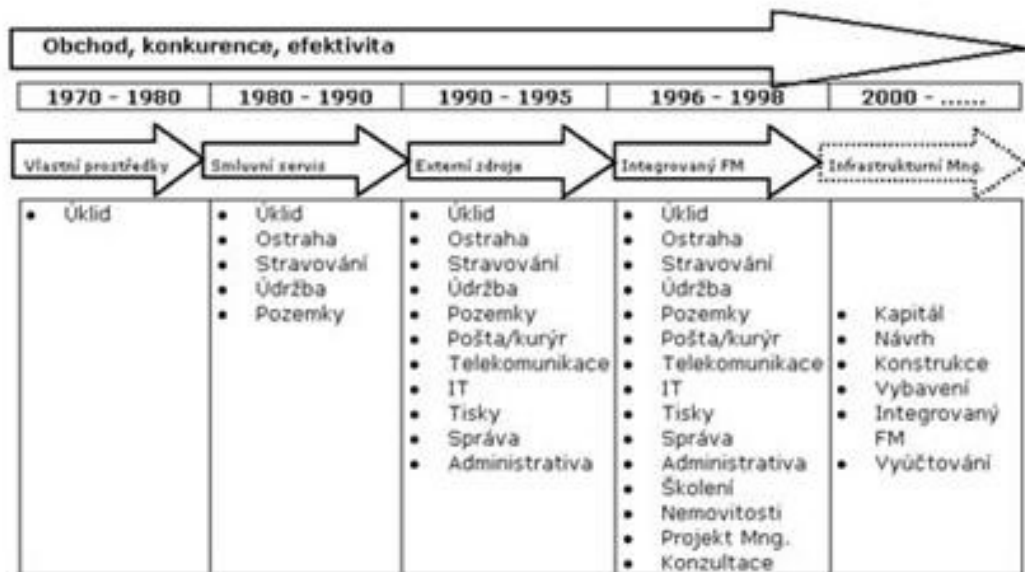 Obchod, konkurence, efektivita
1970 - 1980
1980 - 1990
1990 - 1995
1996 - 1998
2000 - ......
Vlastní prostředky
Smluvní servis
Externí zdroje
Integrovaný FM
Infrastrukturní Mng.
• Úklid
• Úklid
• Ostraha
• Stravování
• Údržba
• Pozemky
• Úklid
• Ostraha
• Stravování
• Údržba
• Pozemky
• Pošta/kurýr
• Telekomunikace
• IT
• Tisky
• Správa
• Administrativa
• Úklid
• Ostraha
• Stravování
• Údržba
• Pozemky
• Pošta/kurýr
• Telekomunikace
• IT
• Tisky
• Správa
• Administrativa
• Školení
• Nemovitosti
• Projekt Mng.
• Konzultace
• Kapitál
• Návrh
• Konstrukce
• Vybavení
• Integrovaný
FM
• Vyúčtování